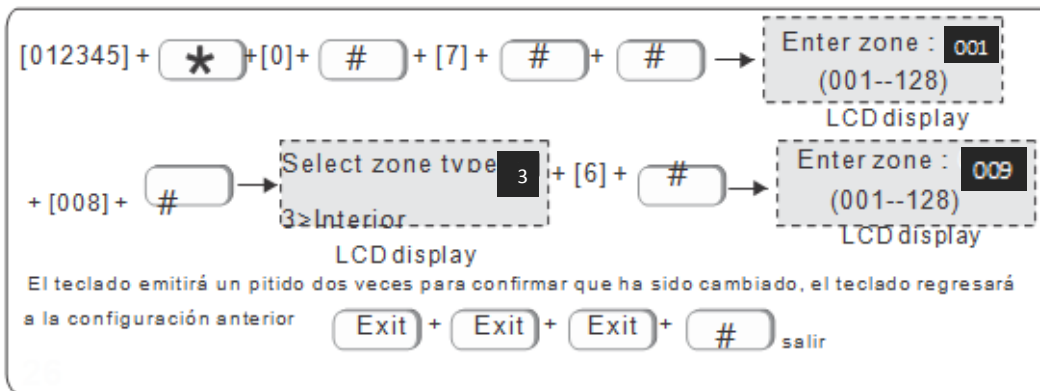 [012345] + * +[0]+ # + [7] + # + # → Enter zone : 001
(001--128)
LCD display
+ [008] + # → Select zone type 3 + [6] + # → Enter zone : 009
3≥Interior (001--128)
LCD display LCD display
El teclado emitirá un pitido dos veces para confirmar que ha sido cambiado, el teclado regresará
a la configuración anterior Exit + Exit + Exit + # salir
28